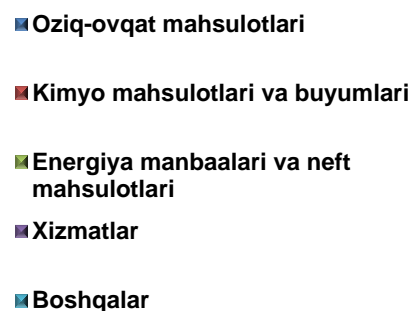 Oziq-ovqat mahsulotlari
Kimyo mahsulotlari va buyumlari
Energiya manbaalari va neft
mahsulotlari
Xizmatlar
Boshqalar